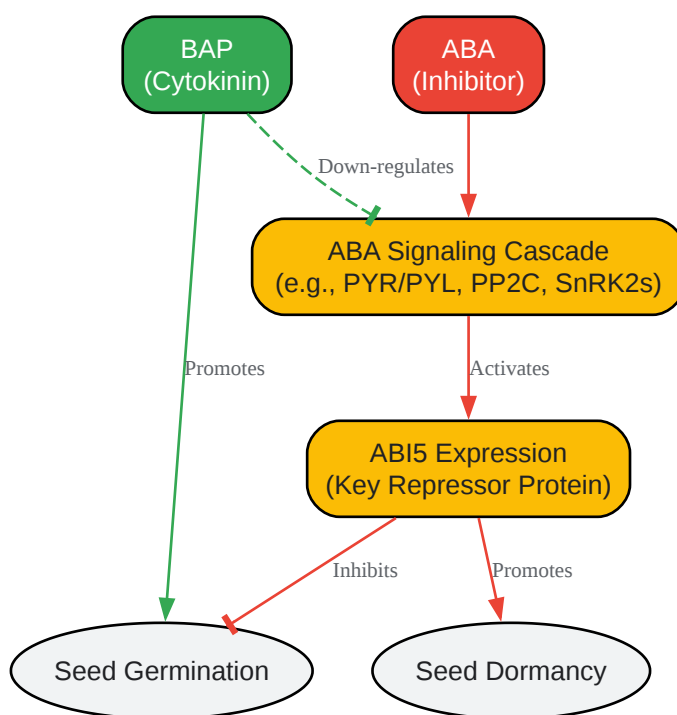 BAP
(Cytokinin)
ABA
(Inhibitor)
Down-regulates
ABA Signaling Cascade
(e.g., PYR/PYL, PP2C, SnRK2s)
Promotes
Activates
ABI5 Expression
(Key Repressor Protein)
Inhibits
Promotes
Seed Germination
Seed Dormancy